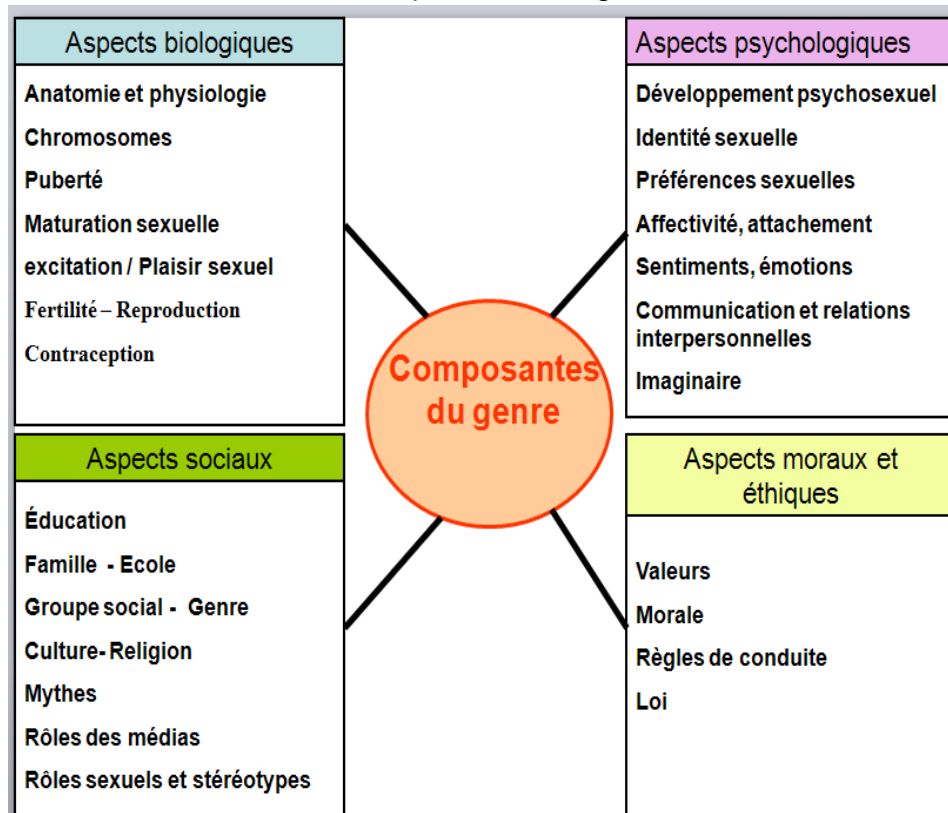 Aspects biologiques
Anatomie et physiologie
Chromosomes
Puberté
Maturation sexuelle
excitation / Plaisir sexuel
Fertilité – Reproduction
Contraception
Aspects psychologiques
Développement psychosexuel
Identité sexuelle
Préférences sexuelles
Affectivité, attachement
Sentiments, émotions
Communication et relations
interpersonnelles
Imaginaire
Composantes
du genre
Aspects sociaux
Éducation
Famille - Ecole
Groupe social - Genre
Culture- Religion
Mythes
Rôles des médias
Rôles sexuels et stéréotypes
Aspects moraux et
éthiques
Valeurs
Morale
Règles de conduite
Loi